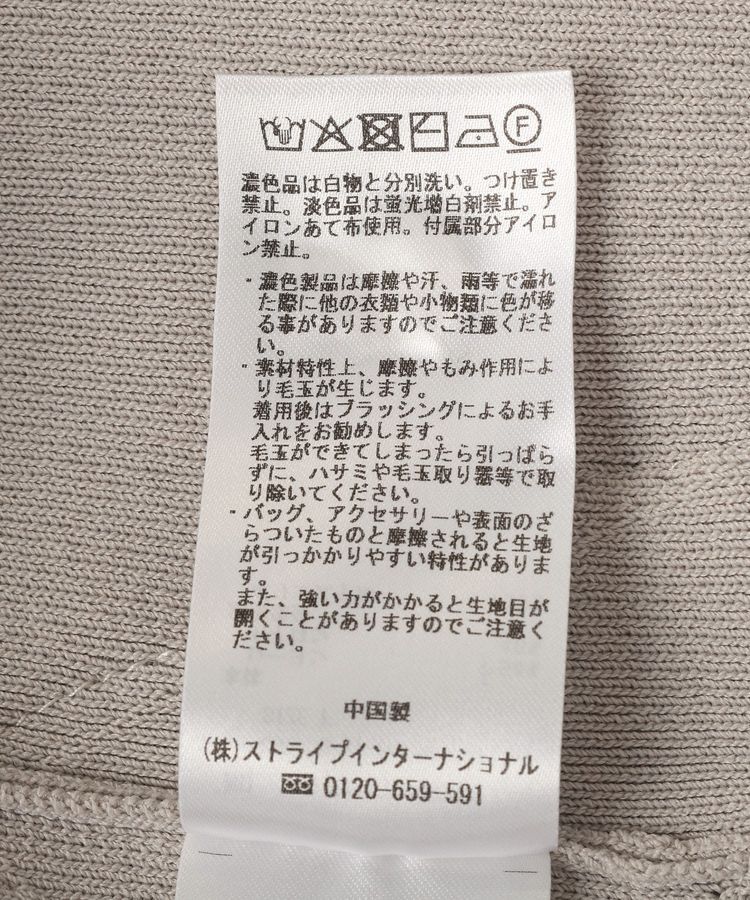 F
濃色品は白物と分別洗い。つけ置き
禁止。淡色品は蛍光増白剤禁止。ア
イロンあて布使用。付属部分アイロ
ン禁止。
・濃色製品は摩擦や汗、雨等で濡れ
た際に他の衣類や小物類に色が移
る事がありますのでご注意くださ
い。
・素材特性上、摩擦やもみ作用によ
り毛玉が生じます。
着用後はブラッシングによるお手
入れをお勧めします。
毛玉ができてしまったら引っぱら
ずに、ハサミや毛玉取り器等で取
り除いてください。
・バッグ、アクセサリーや表面のざ
らついたものと摩擦されると生地
が引っかかりやすい特性がありま
す。
また、強い力がかかると生地目が
開くことがありますのでご注意く
ださい。
中国製
(株)ストライプインターナショナル
0120-659-591